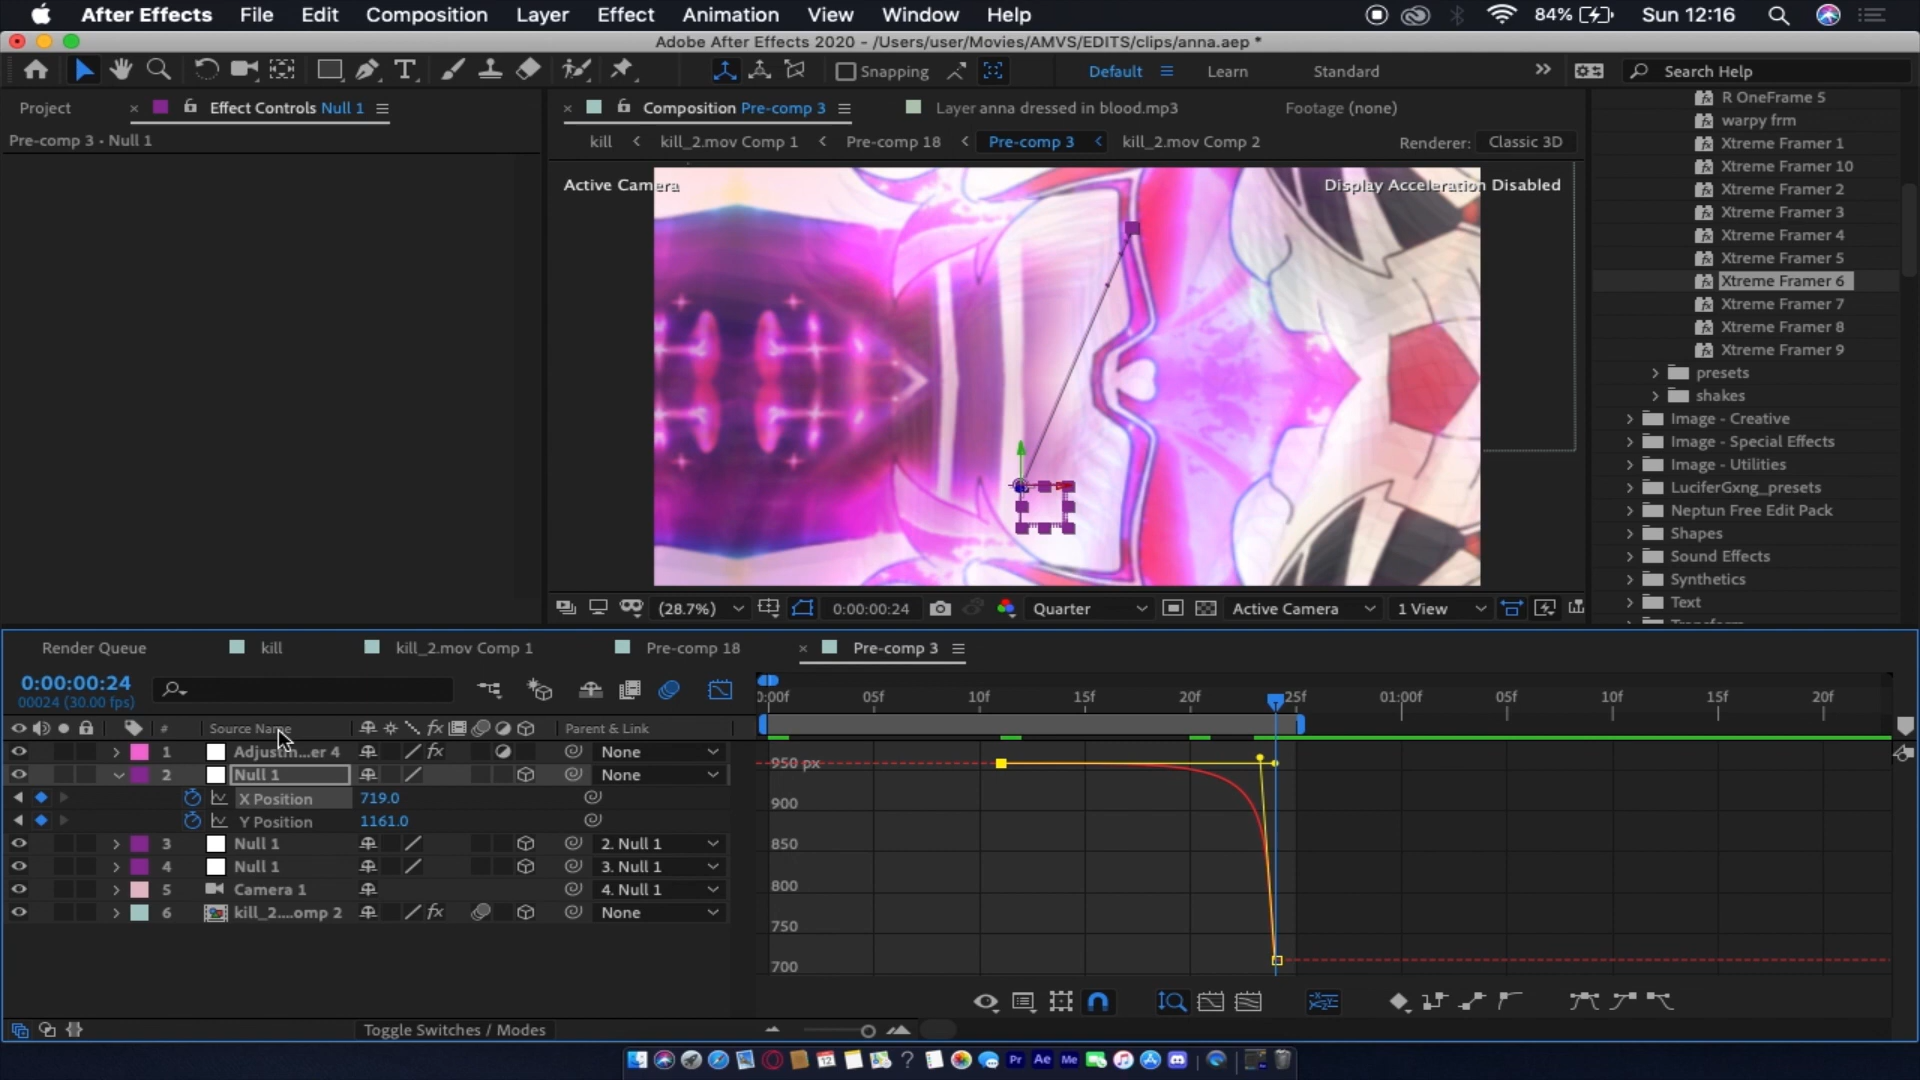 After Effects File Edit Composition Layer Effect Animation View Window Help 84% Sun 12:16
Adobe After Effects 2020 - /Users/user/Movies/AMVS/EDITS/clips/anna.aep *
Snapping Default Learn Standard Search Help
Project Effect Controls Null 1
Pre-comp 3 • Null 1
Composition Pre-comp 3 Layer anna dressed in blood.mp3 Footage (none)
kill kill_2.mov Comp 1 Pre-comp 18 Pre-comp 3 kill_2.mov Comp 2 Renderer: Classic 3D
Active Camera Display Acceleration Disabled
R OneFrame 5
warpy frm
Xtreme Framer 1
Xtreme Framer 10
Xtreme Framer 2
Xtreme Framer 3
Xtreme Framer 4
Xtreme Framer 5
Xtreme Framer 6
Xtreme Framer 7
Xtreme Framer 8
Xtreme Framer 9
presets
shakes
Image - Creative
Image - Special Effects
Image - Utilities
LuciferGxng_presets
Neptun Free Edit Pack
Shapes
Sound Effects
Synthetics
Text
(28.7%) 0:00:00:24 Quarter Active Camera 1 View
Render Queue kill kill_2.mov Comp 1 Pre-comp 18 Pre-comp 3
0:00:00:24
00024 (30.00 fps)
0:00f 05f 10f 15f 20f 25f 01:00f 05f 10f 15f 20f
# Source Name fx Parent & Link
1 Adjustm...er 4 fx None
2 Null 1 None
X Position 719.0
Y Position 1161.0
3 Null 1 2. Null 1
4 Null 1 3. Null 1
5 Camera 1 4. Null 1
6 kill_2....omp 2 fx None
950 px
900
850
800
750
700
Toggle Switches / Modes
12 ? Pr Ae Me